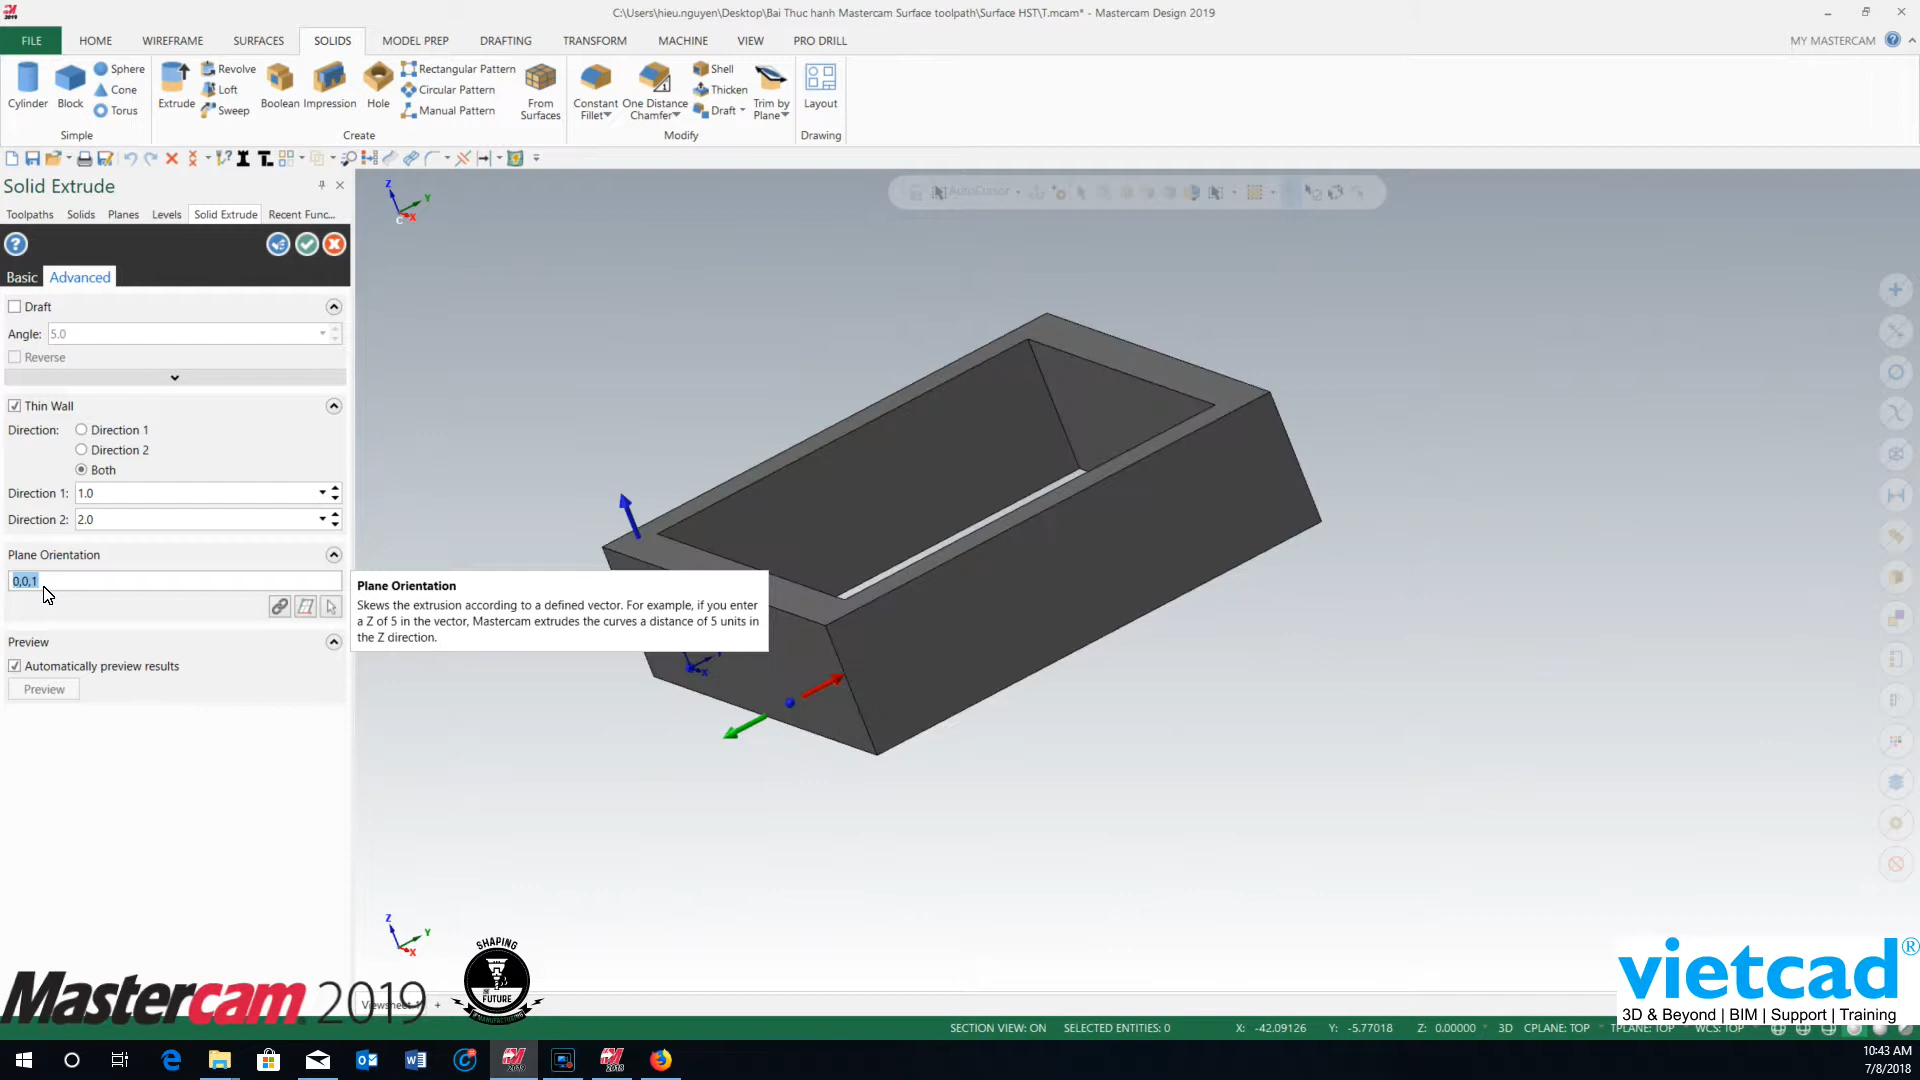 C:\Users\hieu.nguyen\Desktop\Bai Thuc hanh Mastercam Surface toolpath\Surface HST\T.mcam* - Mastercam Design 2019
FILE HOME WIREFRAME SURFACES SOLIDS MODEL PREP DRAFTING TRANSFORM MACHINE VIEW PRO DRILL MY MASTERCAM
Cylinder Block Sphere Cone Torus
Simple
Extrude Revolve Loft Sweep Boolean Impression Hole Rectangular Pattern Circular Pattern Manual Pattern From Surfaces
Create
Constant Fillet One Distance Chamfer Shell Thicken Draft Trim by Plane
Modify
Layout
Drawing
Solid Extrude
Toolpaths Solids Planes Levels Solid Extrude Recent Func...
AutoCursor
Basic Advanced
Draft
Angle: 5.0
Reverse
Thin Wall
Direction: Direction 1
Direction 2
Both
Direction 1: 1.0
Direction 2: 2.0
Plane Orientation
0,0,1
Plane Orientation
Skews the extrusion according to a defined vector. For example, if you enter
a Z of 5 in the vector, Mastercam extrudes the curves a distance of 5 units in
the Z direction.
Preview
Automatically preview results
Preview
Z Y X
Z Y X
Mastercam 2019
SHAPING
THE
FUTURE
OF MANUFACTURING
vietcad®
3D & Beyond | BIM | Support | Training
SECTION VIEW: ON SELECTED ENTITIES: 0 X: -42.09126 Y: -5.77018 Z: 0.00000 3D CPLANE: TOP TPLANE: TOP WCS: TOP
10:43 AM
7/8/2018